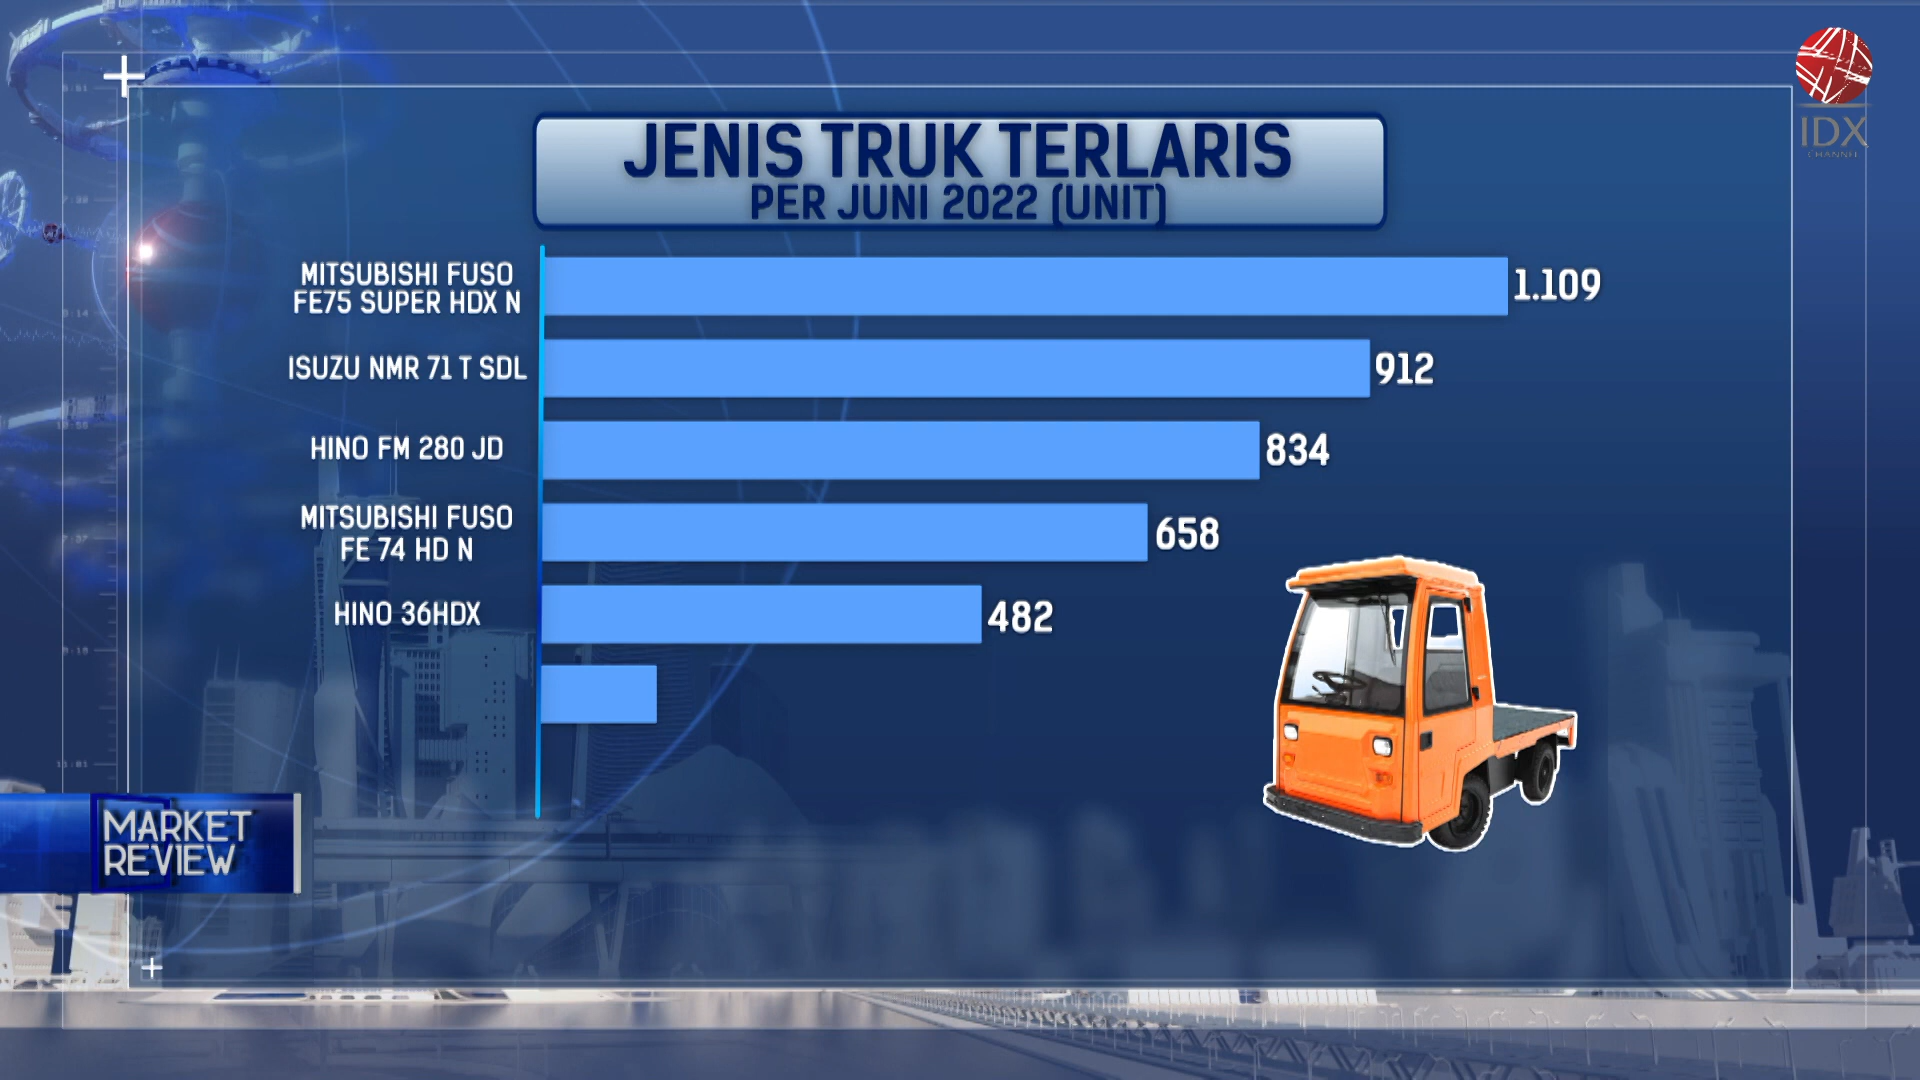 IDX
CHANNEL
JENIS TRUK TERLARIS
PER JUNI 2022 (UNIT)
MITSUBISHI FUSO
FE75 SUPER HDX N
1.109
ISUZU NMR 71 T SDL
912
HINO FM 280 JD
834
MITSUBISHI FUSO
FE 74 HD N
658
HINO 36HDX
482
MARKET
REVIEW